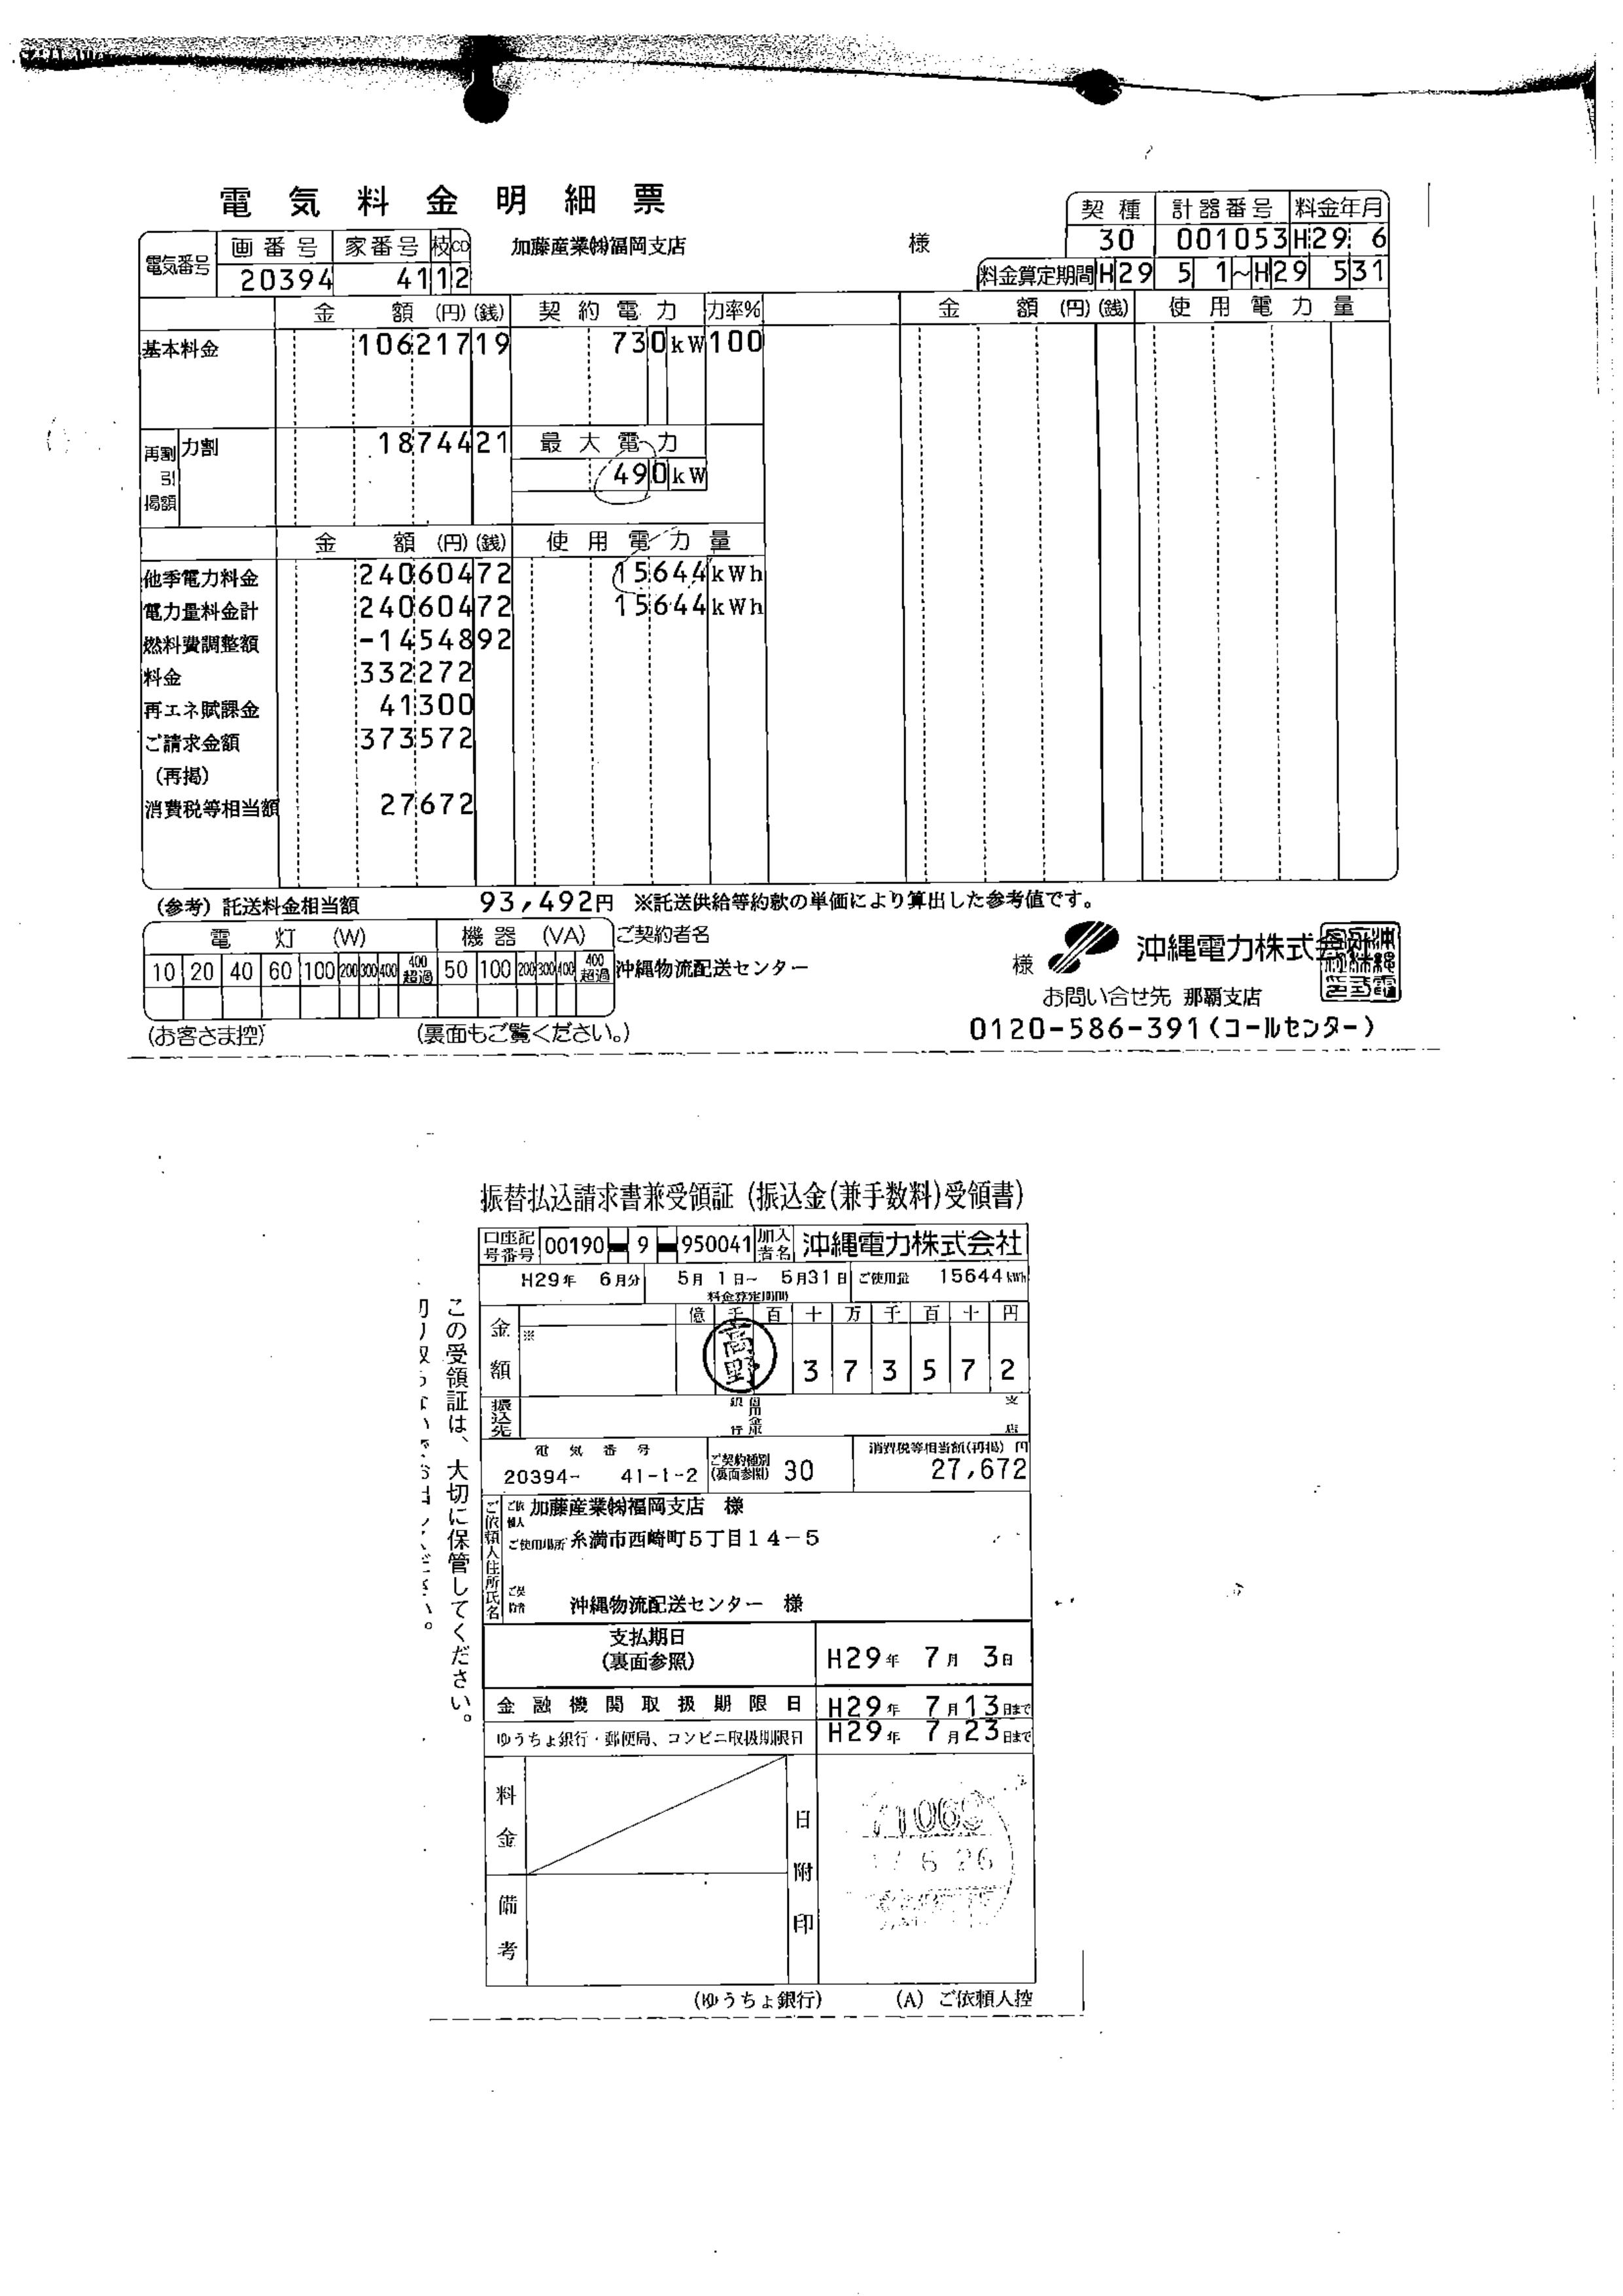 電気料金明細票
契種 計器番号 料金年月
30 001053 H29 6
電気番号 画番号 家番号 枝 CD
20394 41 1 2
加藤産業㈱福岡支店 様
料金算定期間 H29 5 1~H29 5 31
金額 (円) (銭) 契約電力 力率% 金額 (円) (銭) 使用電力量
基本料金 106217 19 730 kW 100
再掲 割引額 力割 18744 21 最大電力
490 kW
金額 (円) (銭) 使用電力量
他季電力料金 240604 72 15644 kWh
電力量料金計 240604 72 15644 kWh
燃料費調整額 -14548 92
料金 332272
再エネ賦課金 41300
ご請求金額 373572
(再掲)
消費税等相当額 27672
(参考) 託送料金相当額 93,492円 ※託送供給等約款の単価により算出した参考値です。
電灯 (W) 機器 (VA) ご契約者名
10 20 40 60 100 200 300 400 400超過 50 100 200 300 400 400超過 沖縄物流配送センター 様
沖縄電力株式会社
お問い合せ先 那覇支店
(お客さま控) (裏面もご覧ください。)
0120-586-391(コールセンター)
振替払込請求書兼受領証 (振込金(兼手数料)受領書)
口座記号番号 00190-9-950041 加入者名 沖縄電力株式会社
H29年 6月分 5月 1日~ 5月31日 ご使用量 15644 kWh
料金算定期間
金額 ※ 億 千 百 十 万 千 百 十 円
高野
3 7 3 5 7 2
振込先 銀行 信用金庫 支店
電気番号 ご契約種別(裏面参照) 30 消費税等相当額(再掲) 円
20394- 41-1-2 27,672
ご依頼人住所氏名
ご依頼人 加藤産業㈱福岡支店 様
ご使用場所 糸満市西崎町5丁目14-5
ご契約者 沖縄物流配送センター 様
支払期日
(裏面参照) H29年 7月 3日
金融機関取扱期限日 H29年 7月13日まで
ゆうちょ銀行・郵便局、コンビニ取扱期限日 H29年 7月23日まで
料金
日附印
備考
(ゆうちょ銀行) (A) ご依頼人控
この受領証は、大切に保管してください。